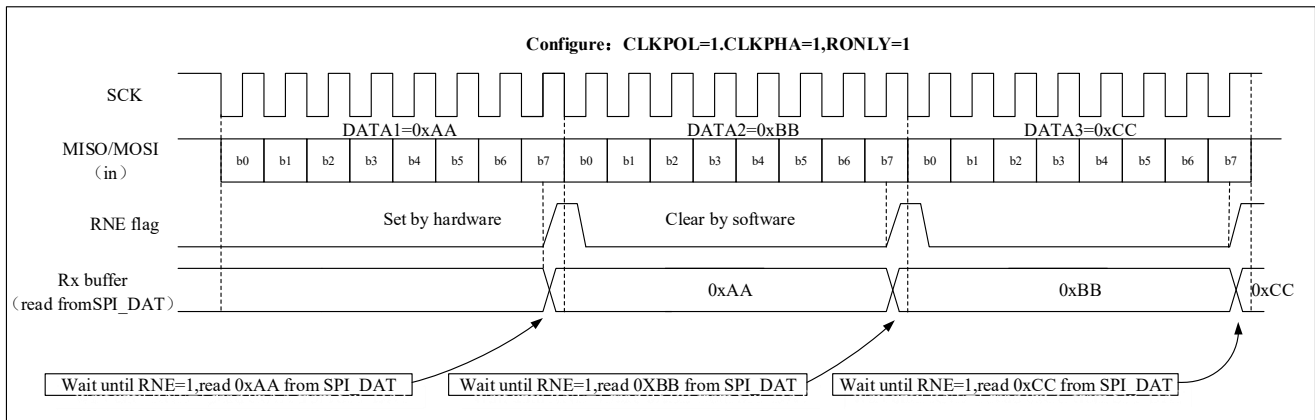 Configure：CLKPOL=1.CLKPHA=1,RONLY=1
SCK
DATA1=0xAA DATA2=0xBB DATA3=0xCC
MISO/MOSI
（in）
b0 b1 b2 b3 b4 b5 b6 b7 b0 b1 b2 b3 b4 b5 b6 b7 b0 b1 b2 b3 b4 b5 b6 b7
RNE flag
Set by hardware Clear by software
Rx buffer
（read fromSPI_DAT）
0xAA 0xBB 0xCC
Wait until RNE=1,read 0xAA from SPI_DAT
Wait until RNE=1,read 0XBB from SPI_DAT
Wait until RNE=1,read 0xCC from SPI_DAT